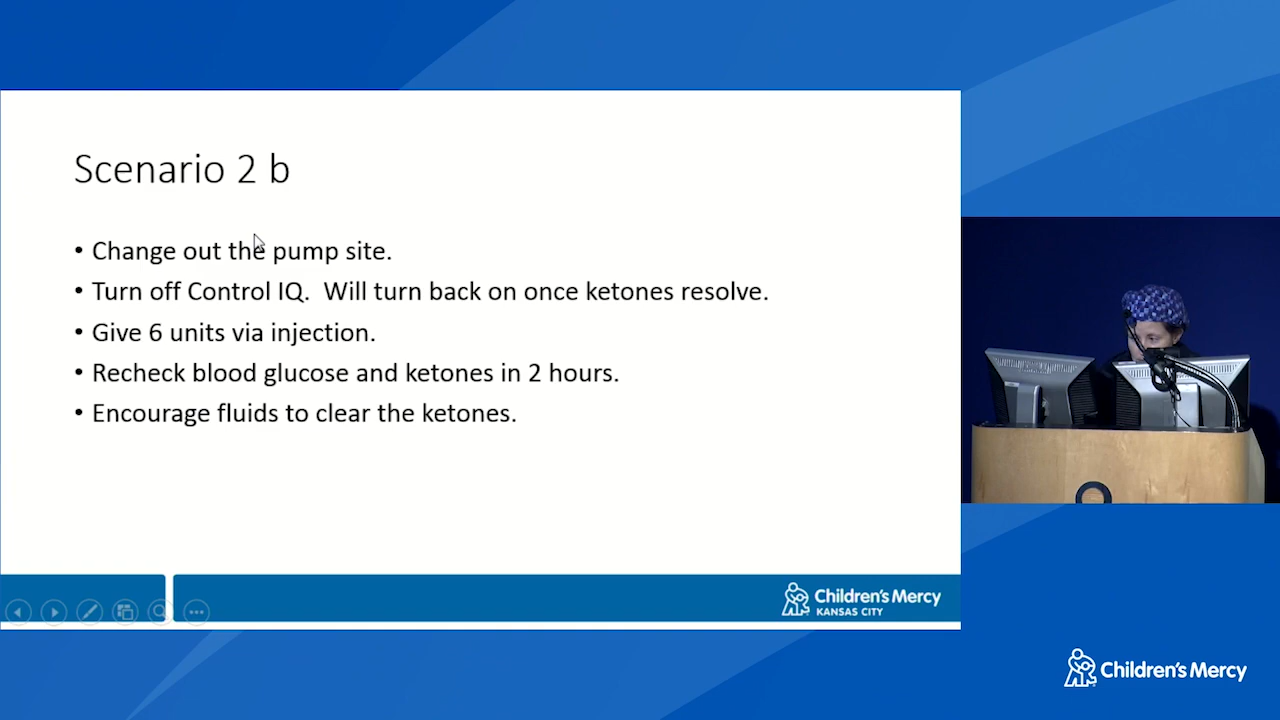 Scenario 2 b
• Change out the pump site.
• Turn off Control IQ.  Will turn back on once ketones resolve.
• Give 6 units via injection.
• Recheck blood glucose and ketones in 2 hours.
• Encourage fluids to clear the ketones.
Children's Mercy
KANSAS CITY
Children's Mercy